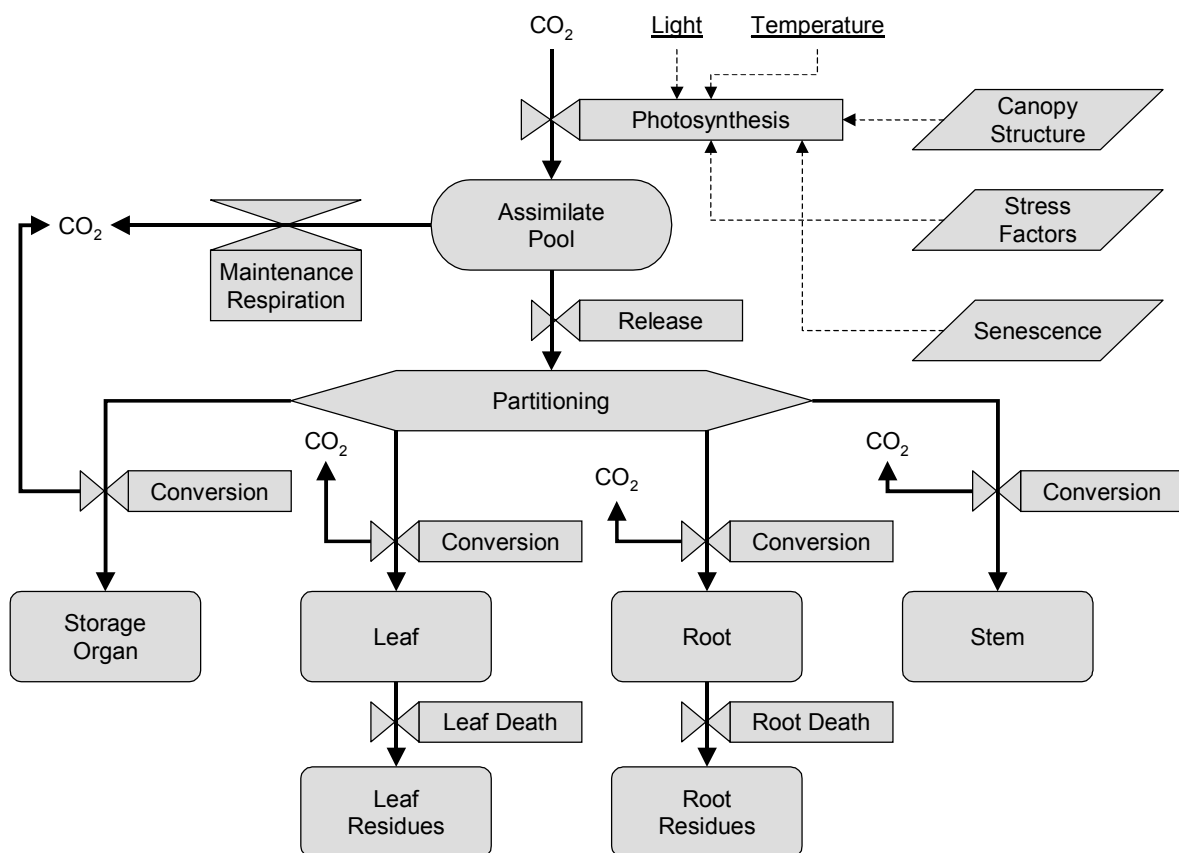 CO₂
Light
Temperature
Photosynthesis
Canopy
Structure
Assimilate
Pool
Stress
Factors
CO₂
Maintenance
Respiration
Release
Senescence
Partitioning
CO₂
CO₂
CO₂
Conversion
Conversion
Conversion
Conversion
Storage
Organ
Leaf
Root
Stem
Leaf Death
Root Death
Leaf
Residues
Root
Residues